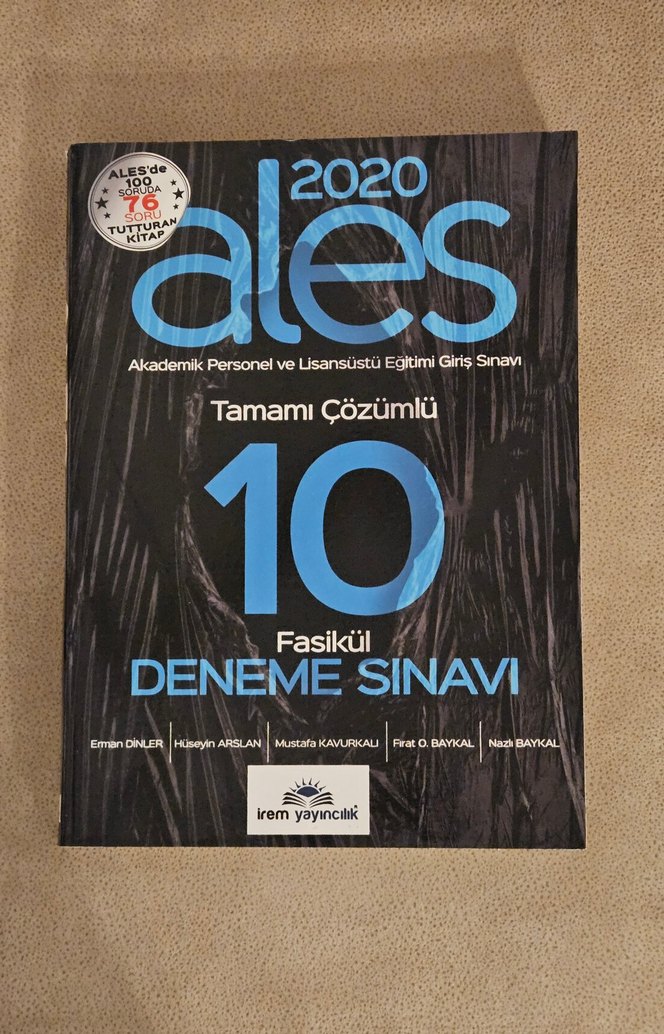 ALES'de
100
SORUDA
76
SORU
TUTTURAN
KİTAP
2020
ales
Akademik Personel ve Lisansüstü Eğitimi Giriş Sınavı
Tamamı Çözümlü
10
Fasikül
DENEME SINAVI
Erman DİNLER Hüseyin ARSLAN Mustafa KAVURKALI Fırat O. BAYKAL Nazlı BAYKAL
irem yayıncılık